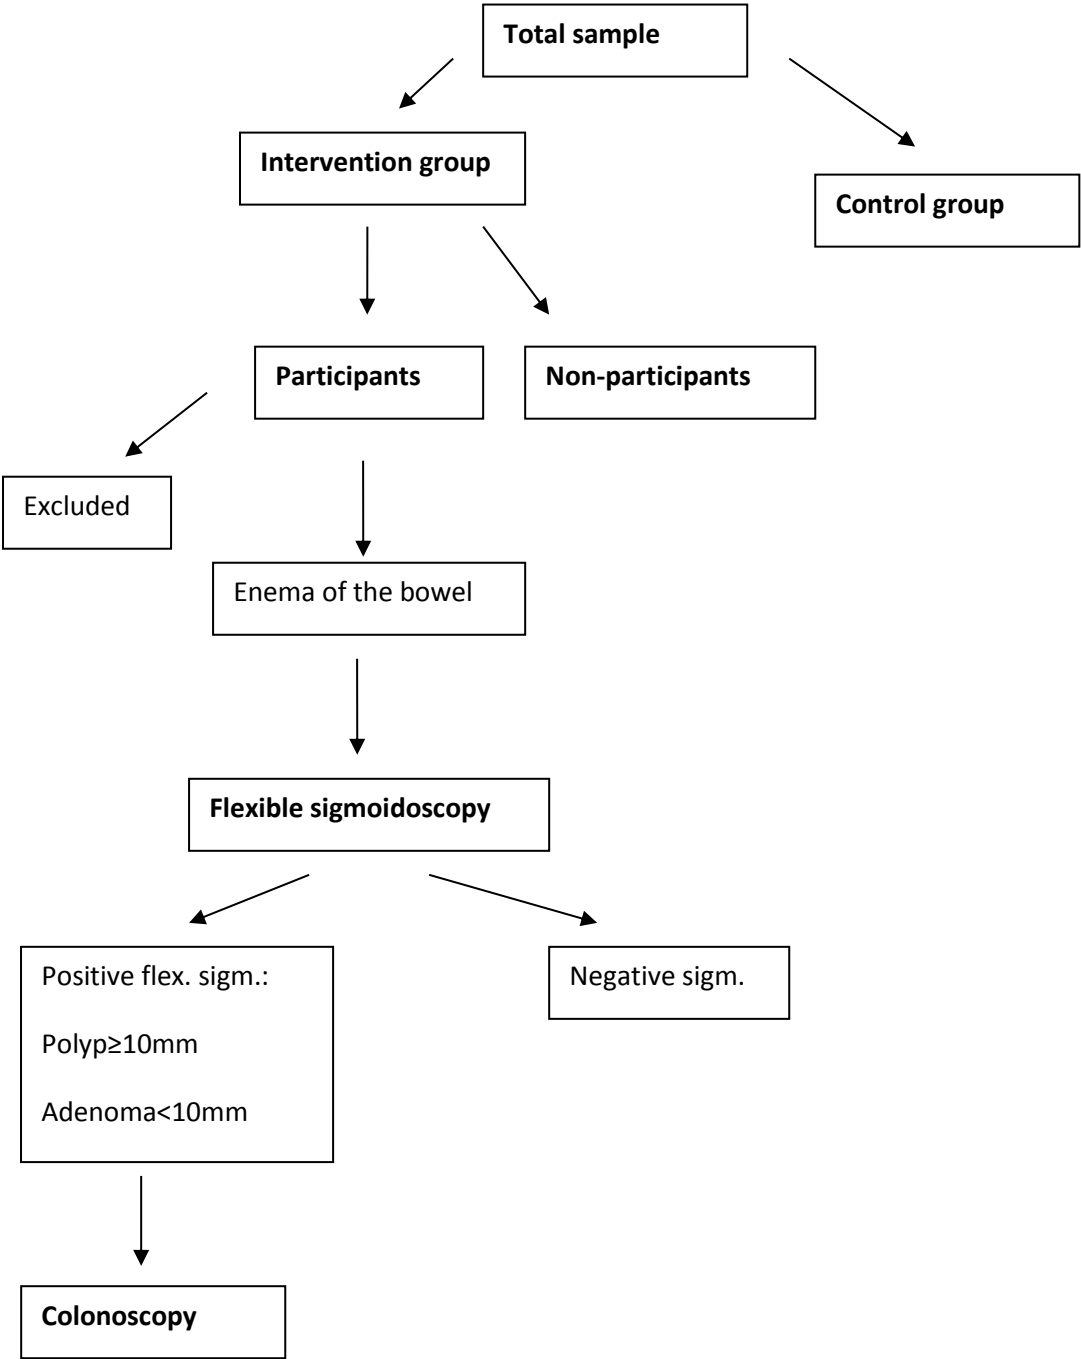 Total sample
Intervention group
Control group
Participants
Non-participants
Excluded
Enema of the bowel
Flexible sigmoidoscopy
Positive flex. sigm.:
Polyp≥10mm
Adenoma<10mm
Negative sigm.
Colonoscopy